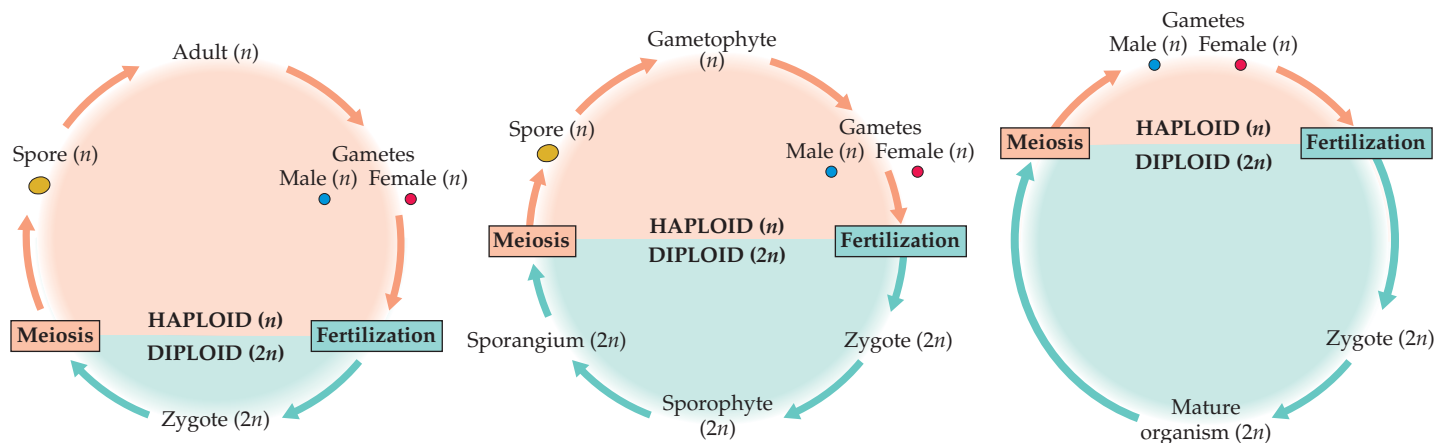 Adult (n)
Spore (n)
Gametes
Male (n) Female (n)
HAPLOID (n)
Meiosis
Fertilization
DIPLOID (2n)
Zygote (2n)
Gametophyte
(n)
Spore (n)
Gametes
Male (n) Female (n)
HAPLOID (n)
Meiosis
Fertilization
DIPLOID (2n)
Sporangium (2n)
Zygote (2n)
Sporophyte
(2n)
Gametes
Male (n) Female (n)
HAPLOID (n)
Meiosis
Fertilization
DIPLOID (2n)
Zygote (2n)
Mature
organism (2n)